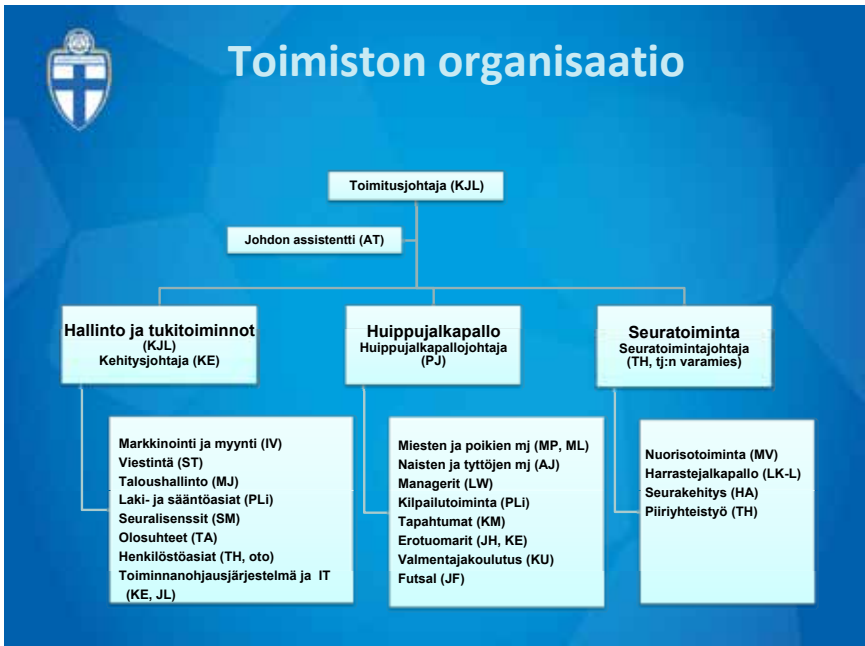 Toimiston organisaatio
Toimitusjohtaja (KJL)
Johdon assistentti (AT)
Hallinto ja tukitoiminnot
(KJL)
Kehitysjohtaja (KE)
Markkinointi ja myynti (IV)
Viestintä (ST)
Taloushallinto (MJ)
Laki- ja sääntöasiat (PLi)
Seuralisenssit (SM)
Olosuhteet (TA)
Henkilöstöasiat (TH, oto)
Toiminnanohjausjärjestelmä ja IT
(KE, JL)
Huippujalkapallo
Huippujalkapallojohtaja
(PJ)
Miesten ja poikien mj (MP, ML)
Naisten ja tyttöjen mj (AJ)
Managerit (LW)
Kilpailutoiminta (PLi)
Tapahtumat (KM)
Erotuomarit (JH, KE)
Valmentajakoulutus (KU)
Futsal (JF)
Seuratoiminta
Seuratoimintajohtaja
(TH, tj:n varamies)
Nuorisotoiminta (MV)
Harrastejalkapallo (LK-L)
Seurakehitys (HA)
Piiriyhteistyö (TH)